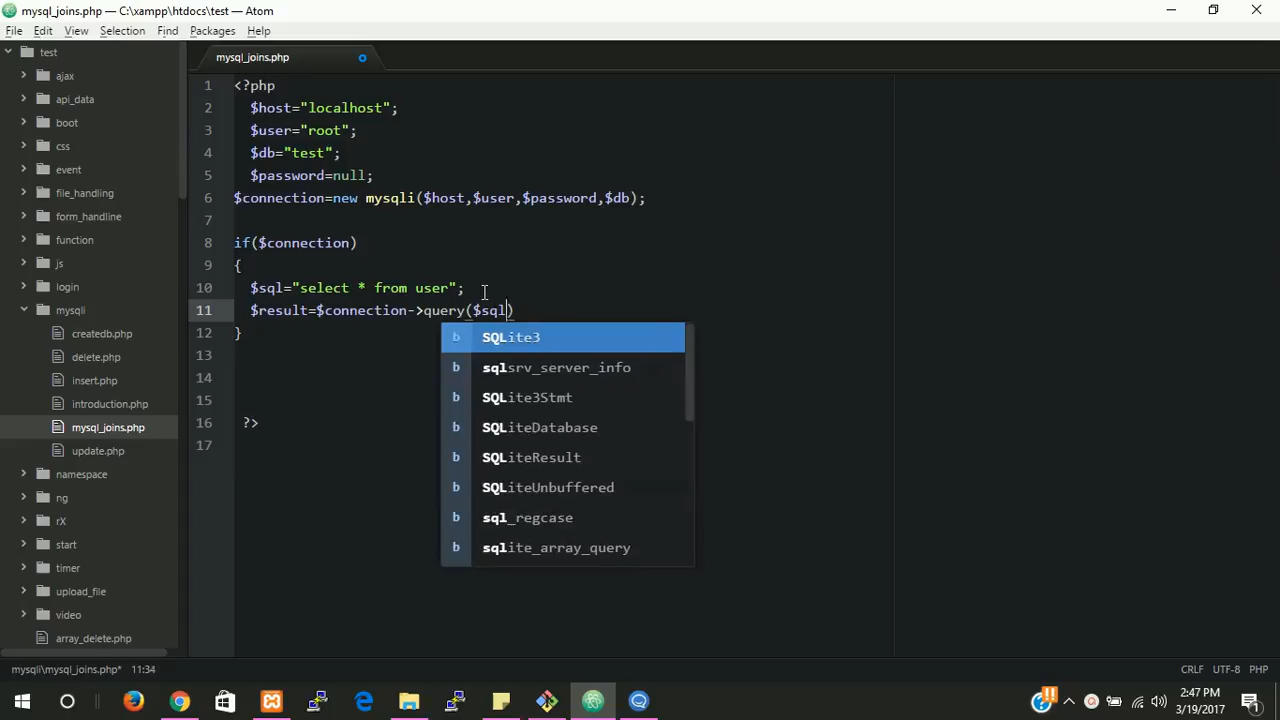 mysql_joins.php — C:\xampp\htdocs\test — Atom
File Edit View Selection Find Packages Help
test
ajax
api_data
boot
css
event
file_handling
form_handline
function
js
login
mysqli
createdb.php
delete.php
insert.php
introduction.php
mysql_joins.php
update.php
namespace
ng
rX
start
timer
upload_file
video
array_delete.php
mysql_joins.php
1 <?php
2 $host="localhost";
3 $user="root";
4 $db="test";
5 $password=null;
6 $connection=new mysqli($host,$user,$password,$db);
7
8 if($connection)
9 {
10 $sql="select * from user";
11 $result=$connection->query($sql)
12 }
13
14
15
16 ?>
17
b SQLite3
b sqlsrv_server_info
b SQLite3Stmt
b SQLiteDatabase
b SQLiteResult
b SQLiteUnbuffered
b sql_regcase
b sqlite_array_query
mysqli\mysql_joins.php* 11:34 CRLF UTF-8 PHP
2:47 PM
3/19/2017